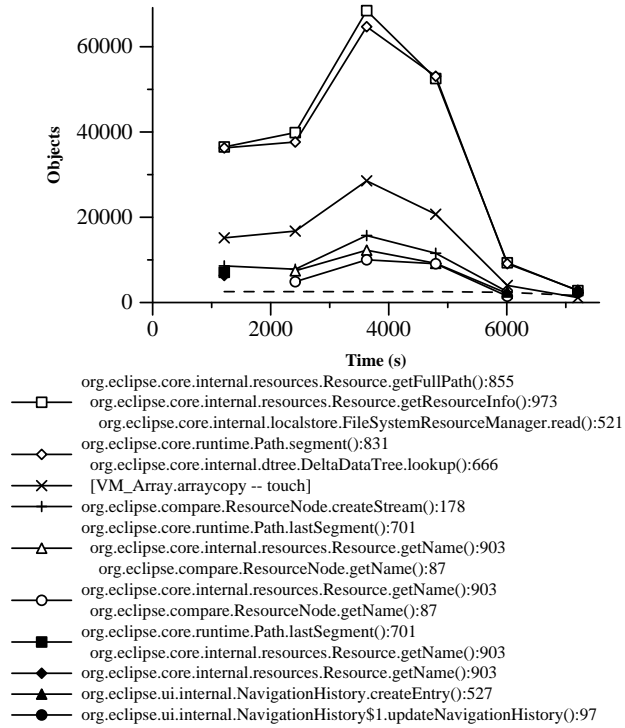 60000
40000
20000
0
Objects
0
2000
4000
6000
Time (s)
org.eclipse.core.internal.resources.Resource.getFullPath():855
org.eclipse.core.internal.resources.Resource.getResourceInfo():973
org.eclipse.core.internal.localstore.FileSystemResourceManager.read():521
org.eclipse.core.runtime.Path.segment():831
org.eclipse.core.internal.dtree.DeltaDataTree.lookup():666
[VM_Array.arraycopy -- touch]
org.eclipse.compare.ResourceNode.createStream():178
org.eclipse.core.runtime.Path.lastSegment():701
org.eclipse.core.internal.resources.Resource.getName():903
org.eclipse.compare.ResourceNode.getName():87
org.eclipse.core.internal.resources.Resource.getName():903
org.eclipse.compare.ResourceNode.getName():87
org.eclipse.core.runtime.Path.lastSegment():701
org.eclipse.core.internal.resources.Resource.getName():903
org.eclipse.core.internal.resources.Resource.getName():903
org.eclipse.ui.internal.NavigationHistory.createEntry():527
org.eclipse.ui.internal.NavigationHistory$1.updateNavigationHistory():97